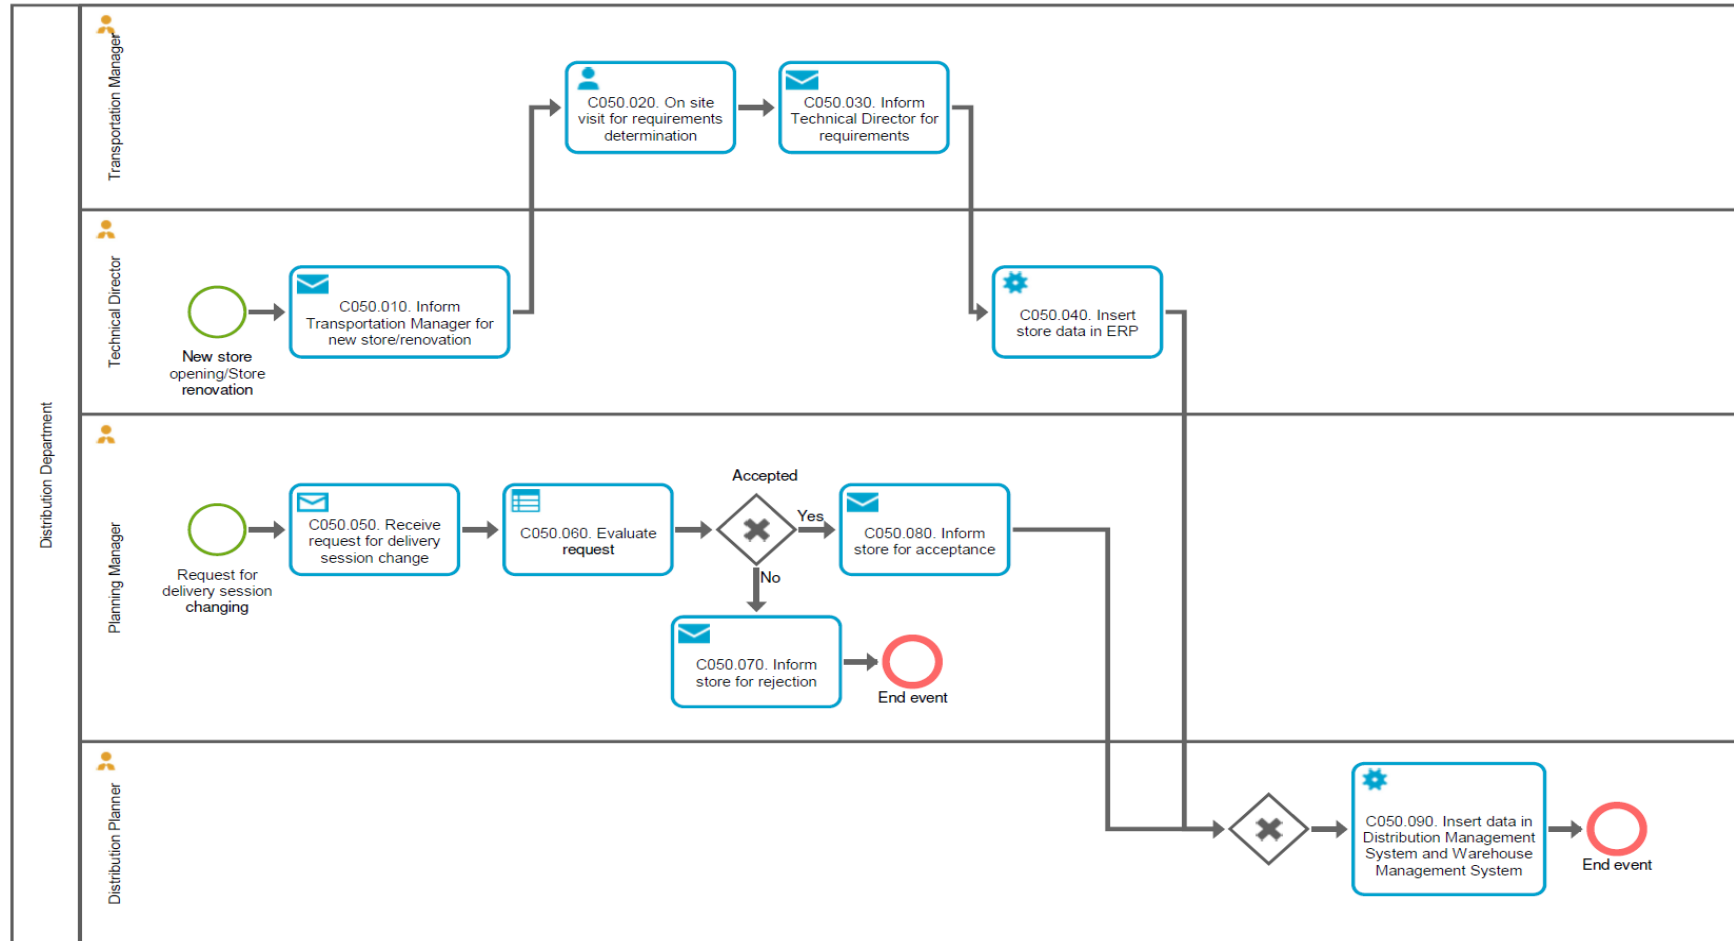 Distribution Department
Transportation Manager
C050.020. On site
visit for requirements
determination
C050.030. Inform
Technical Director for
requirements
Technical Director
New store
opening/Store
renovation
C050.010. Inform
Transportation Manager for
new store/renovation
C050.040. Insert
store data in ERP
Planning Manager
Request for
delivery session
changing
C050.050. Receive
request for delivery
session change
C050.060. Evaluate
request
Accepted
Yes
No
C050.080. Inform
store for acceptance
C050.070. Inform
store for rejection
End event
Distribution Planner
C050.090. Insert data in
Distribution Management
System and Warehouse
Management System
End event